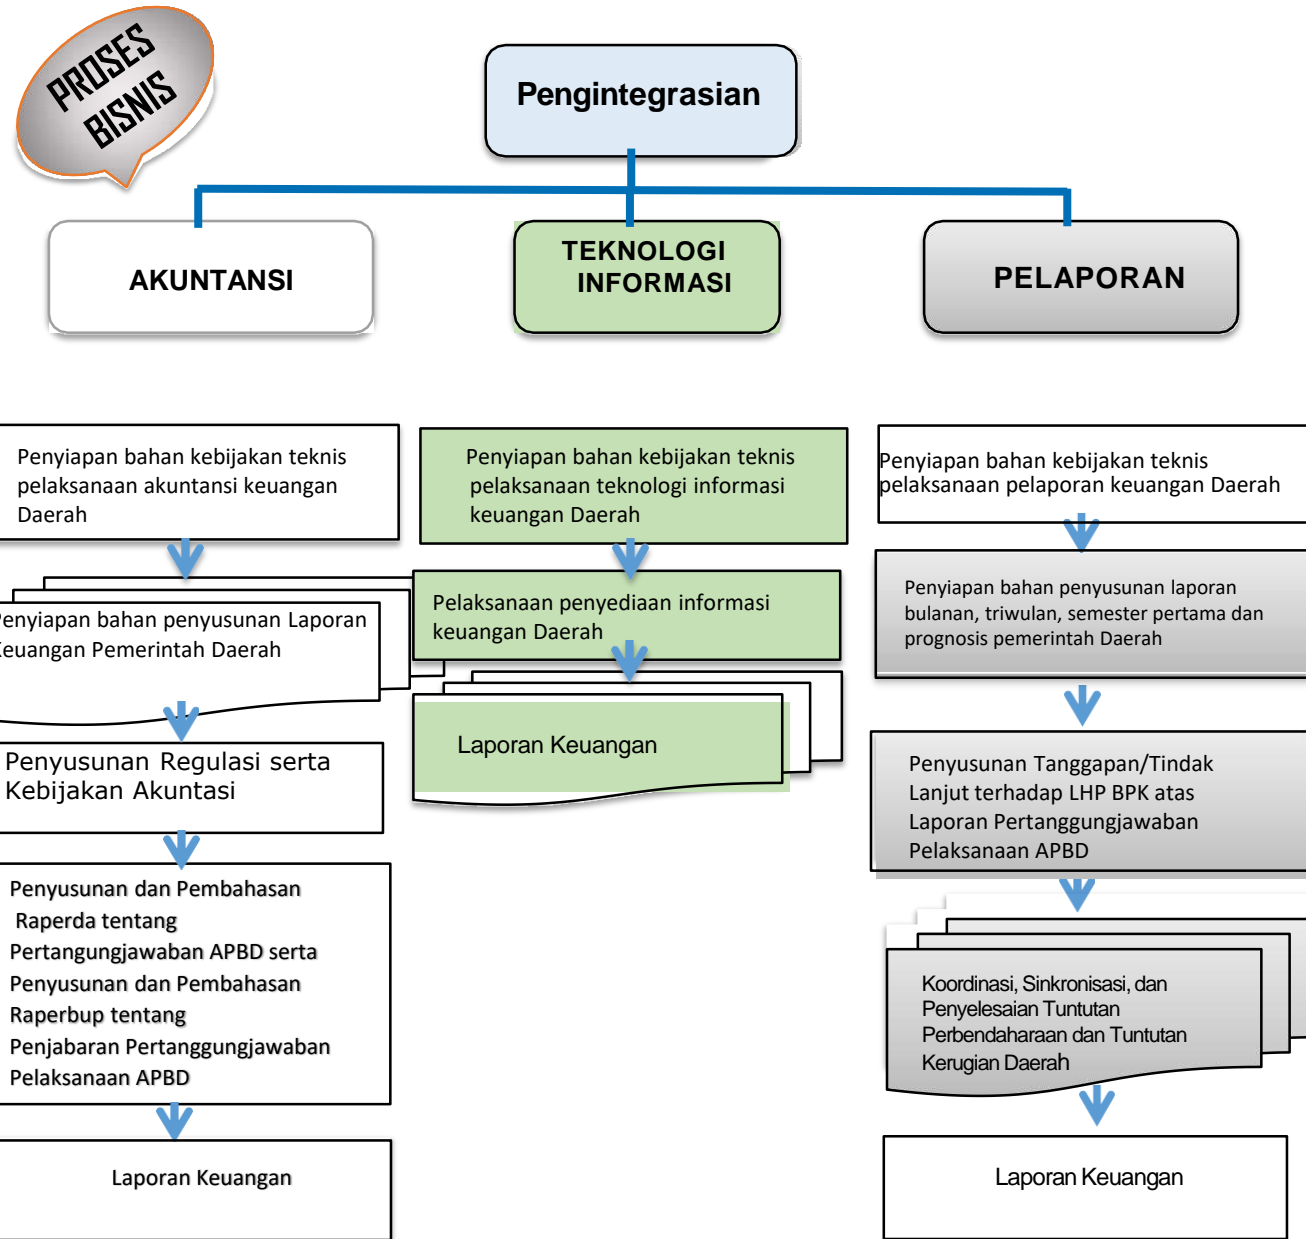 PROSES
BISNIS
Pengintegrasian
AKUNTANSI
TEKNOLOGI
INFORMASI
PELAPORAN
Penyiapan bahan kebijakan teknis
pelaksanaan akuntansi keuangan
Daerah
Penyiapan bahan penyusunan Laporan
Keuangan Pemerintah Daerah
Penyusunan Regulasi serta
Kebijakan Akuntasi
Penyusunan dan Pembahasan
Raperda tentang
Pertangungjawaban APBD serta
Penyusunan dan Pembahasan
Raperbup tentang
Penjabaran Pertanggungjawaban
Pelaksanaan APBD
Laporan Keuangan
Penyiapan bahan kebijakan teknis
pelaksanaan teknologi informasi
keuangan Daerah
Pelaksanaan penyediaan informasi
keuangan Daerah
Laporan Keuangan
Penyiapan bahan kebijakan teknis
pelaksanaan pelaporan keuangan Daerah
Penyiapan bahan penyusunan laporan
bulanan, triwulan, semester pertama dan
prognosis pemerintah Daerah
Penyusunan Tanggapan/Tindak
Lanjut terhadap LHP BPK atas
Laporan Pertanggungjawaban
Pelaksanaan APBD
Koordinasi, Sinkronisasi, dan
Penyelesaian Tuntutan
Perbendaharaan dan Tuntutan
Kerugian Daerah
Laporan Keuangan